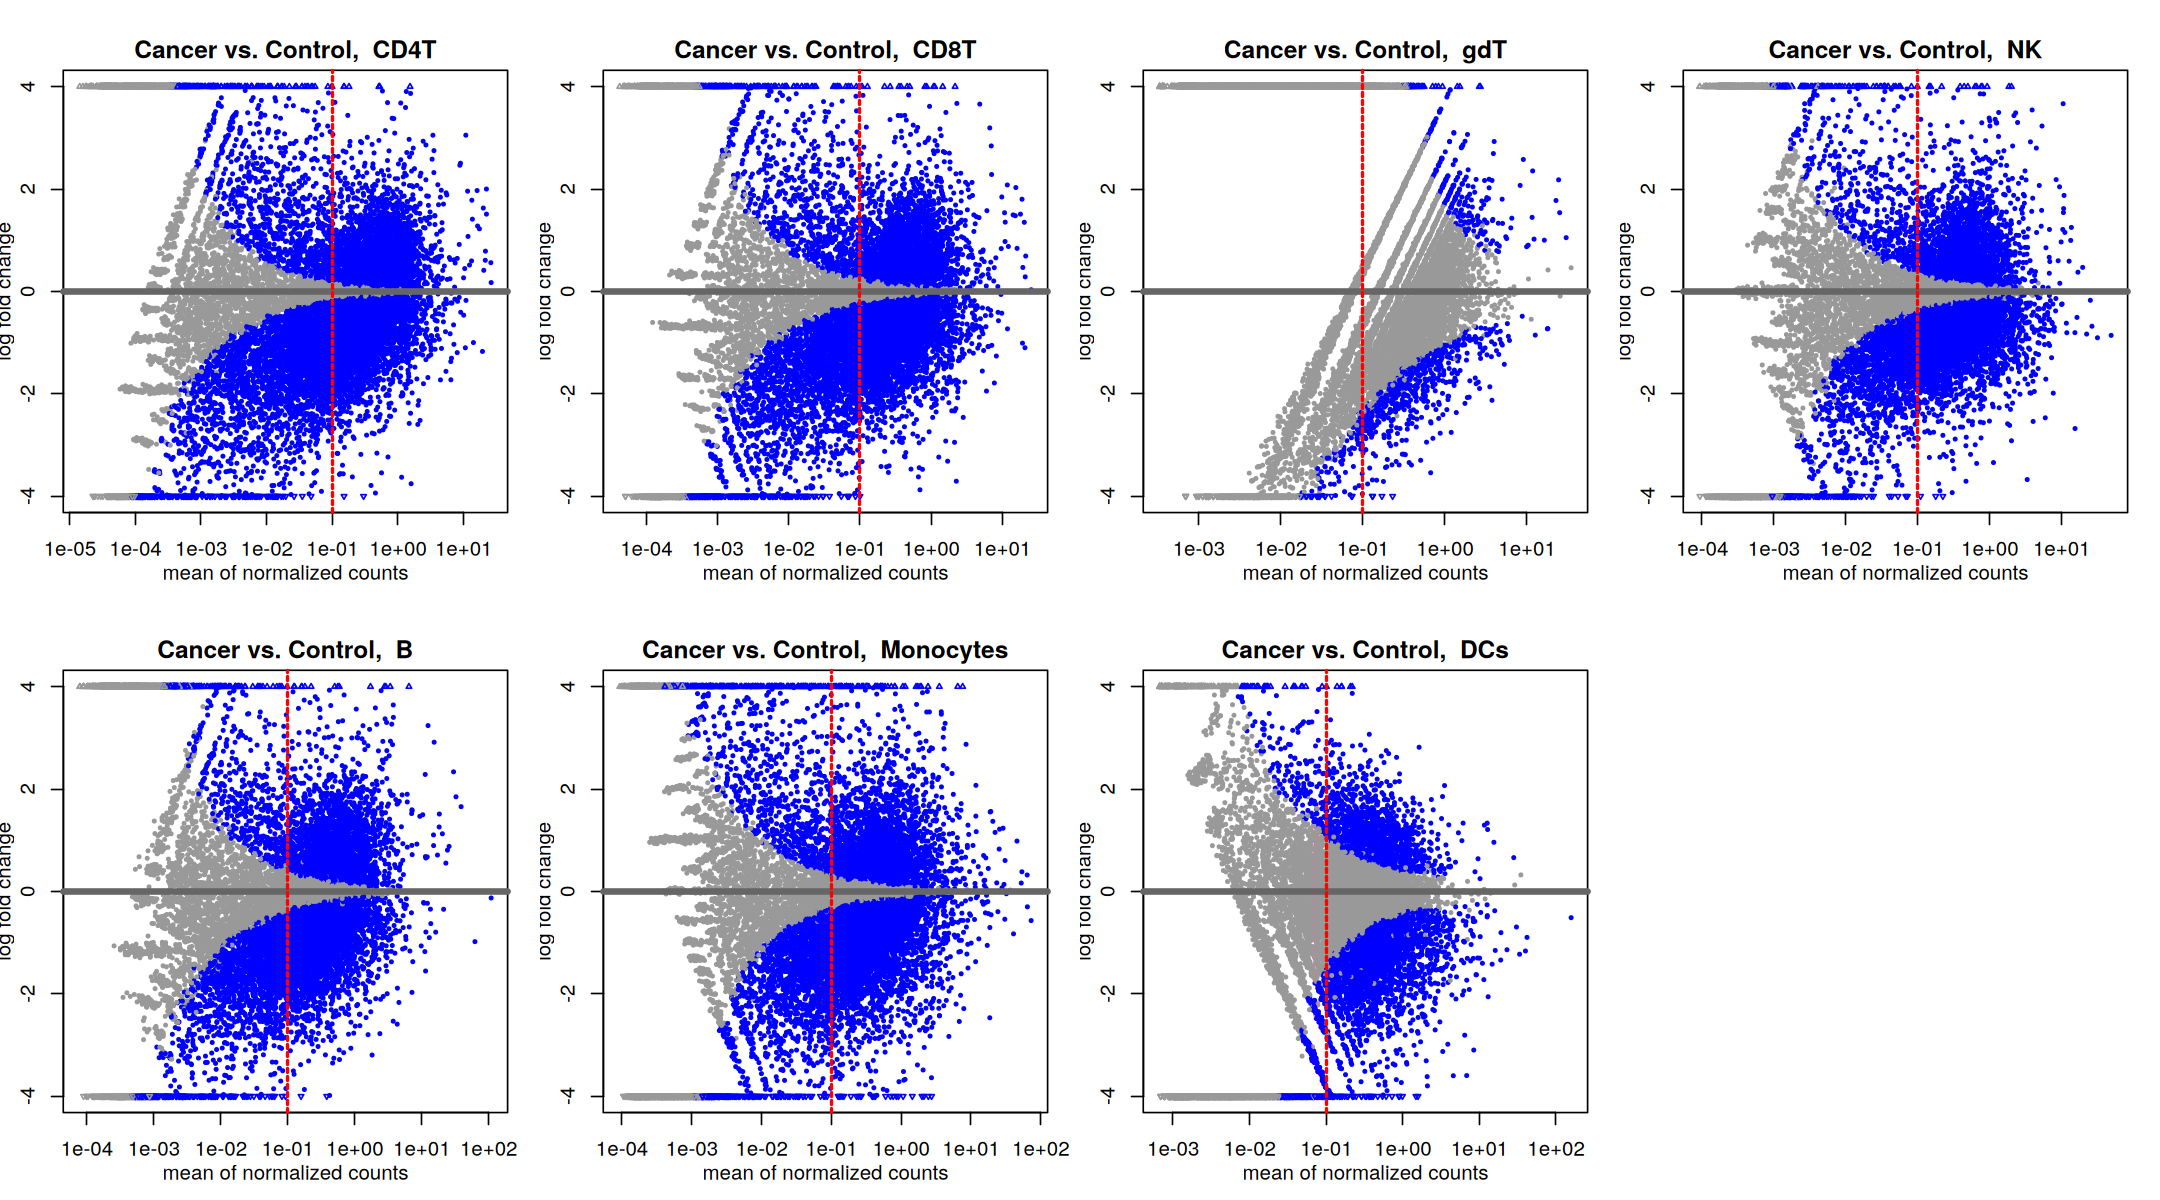 Cancer vs. Control,  CD4T
4
2
0
-2
-4
log fold change
1e-05 1e-04 1e-03 1e-02 1e-01 1e+00 1e+01
mean of normalized counts
Cancer vs. Control,  CD8T
4
2
0
-2
-4
log fold change
1e-04 1e-03 1e-02 1e-01 1e+00 1e+01
mean of normalized counts
Cancer vs. Control,  gdT
4
2
0
-2
-4
log fold change
1e-03 1e-02 1e-01 1e+00 1e+01
mean of normalized counts
Cancer vs. Control,  NK
4
2
0
-2
-4
log fold change
1e-04 1e-03 1e-02 1e-01 1e+00 1e+01
mean of normalized counts
Cancer vs. Control,  B
4
2
0
-2
-4
log fold change
1e-04 1e-03 1e-02 1e-01 1e+00 1e+01 1e+02
mean of normalized counts
Cancer vs. Control,  Monocytes
4
2
0
-2
-4
log fold change
1e-04 1e-03 1e-02 1e-01 1e+00 1e+01 1e+02
mean of normalized counts
Cancer vs. Control,  DCs
4
2
0
-2
-4
log fold change
1e-03 1e-02 1e-01 1e+00 1e+01 1e+02
mean of normalized counts